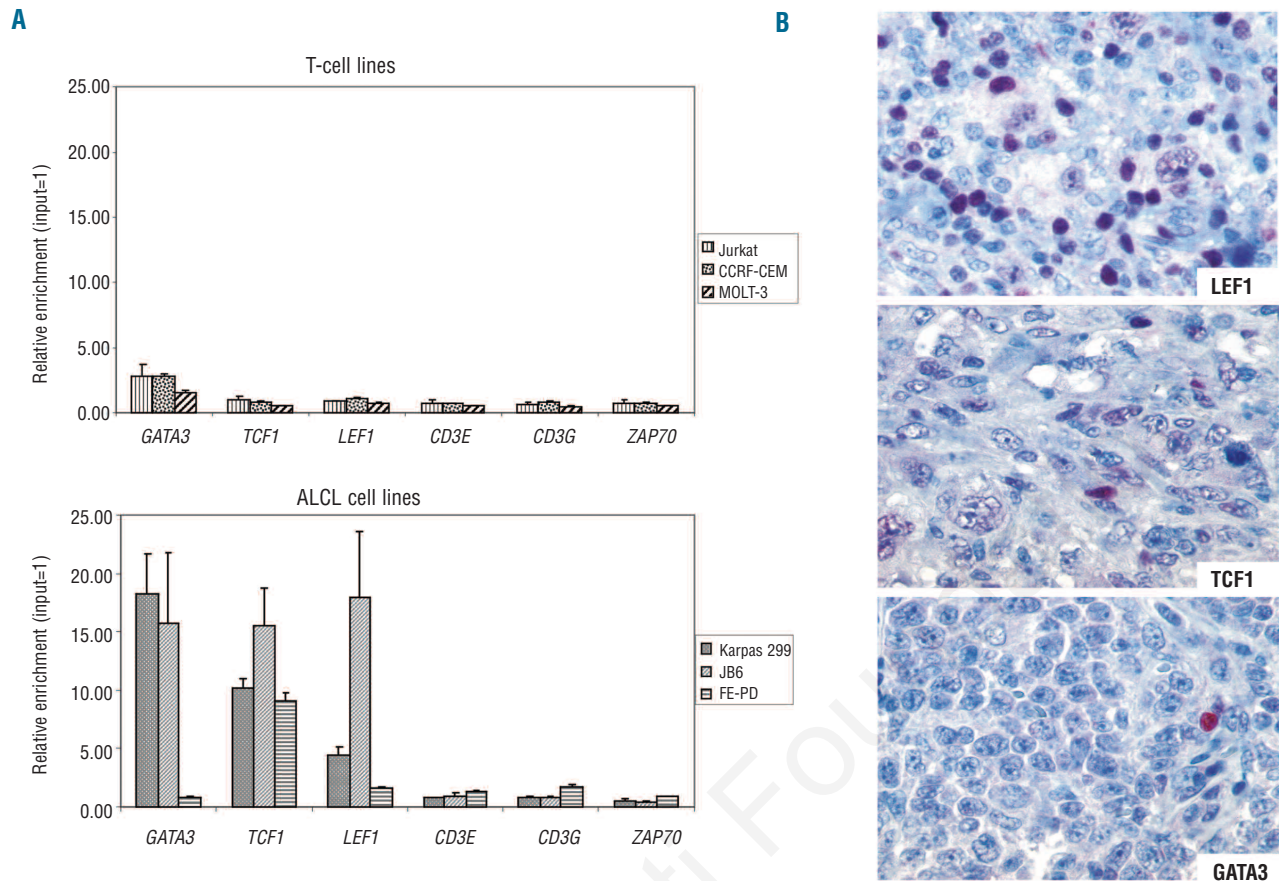 A
T-cell lines
Relative enrichment (input=1)
25.00
20.00
15.00
10.00
5.00
0.00
GATA3 TCF1 LEF1 CD3E CD3G ZAP70
Jurkat
CCRF-CEM
MOLT-3
ALCL cell lines
Relative enrichment (input=1)
25.00
20.00
15.00
10.00
5.00
0.00
GATA3 TCF1 LEF1 CD3E CD3G ZAP70
Karpas 299
JB6
FE-PD
B
LEF1
TCF1
GATA3